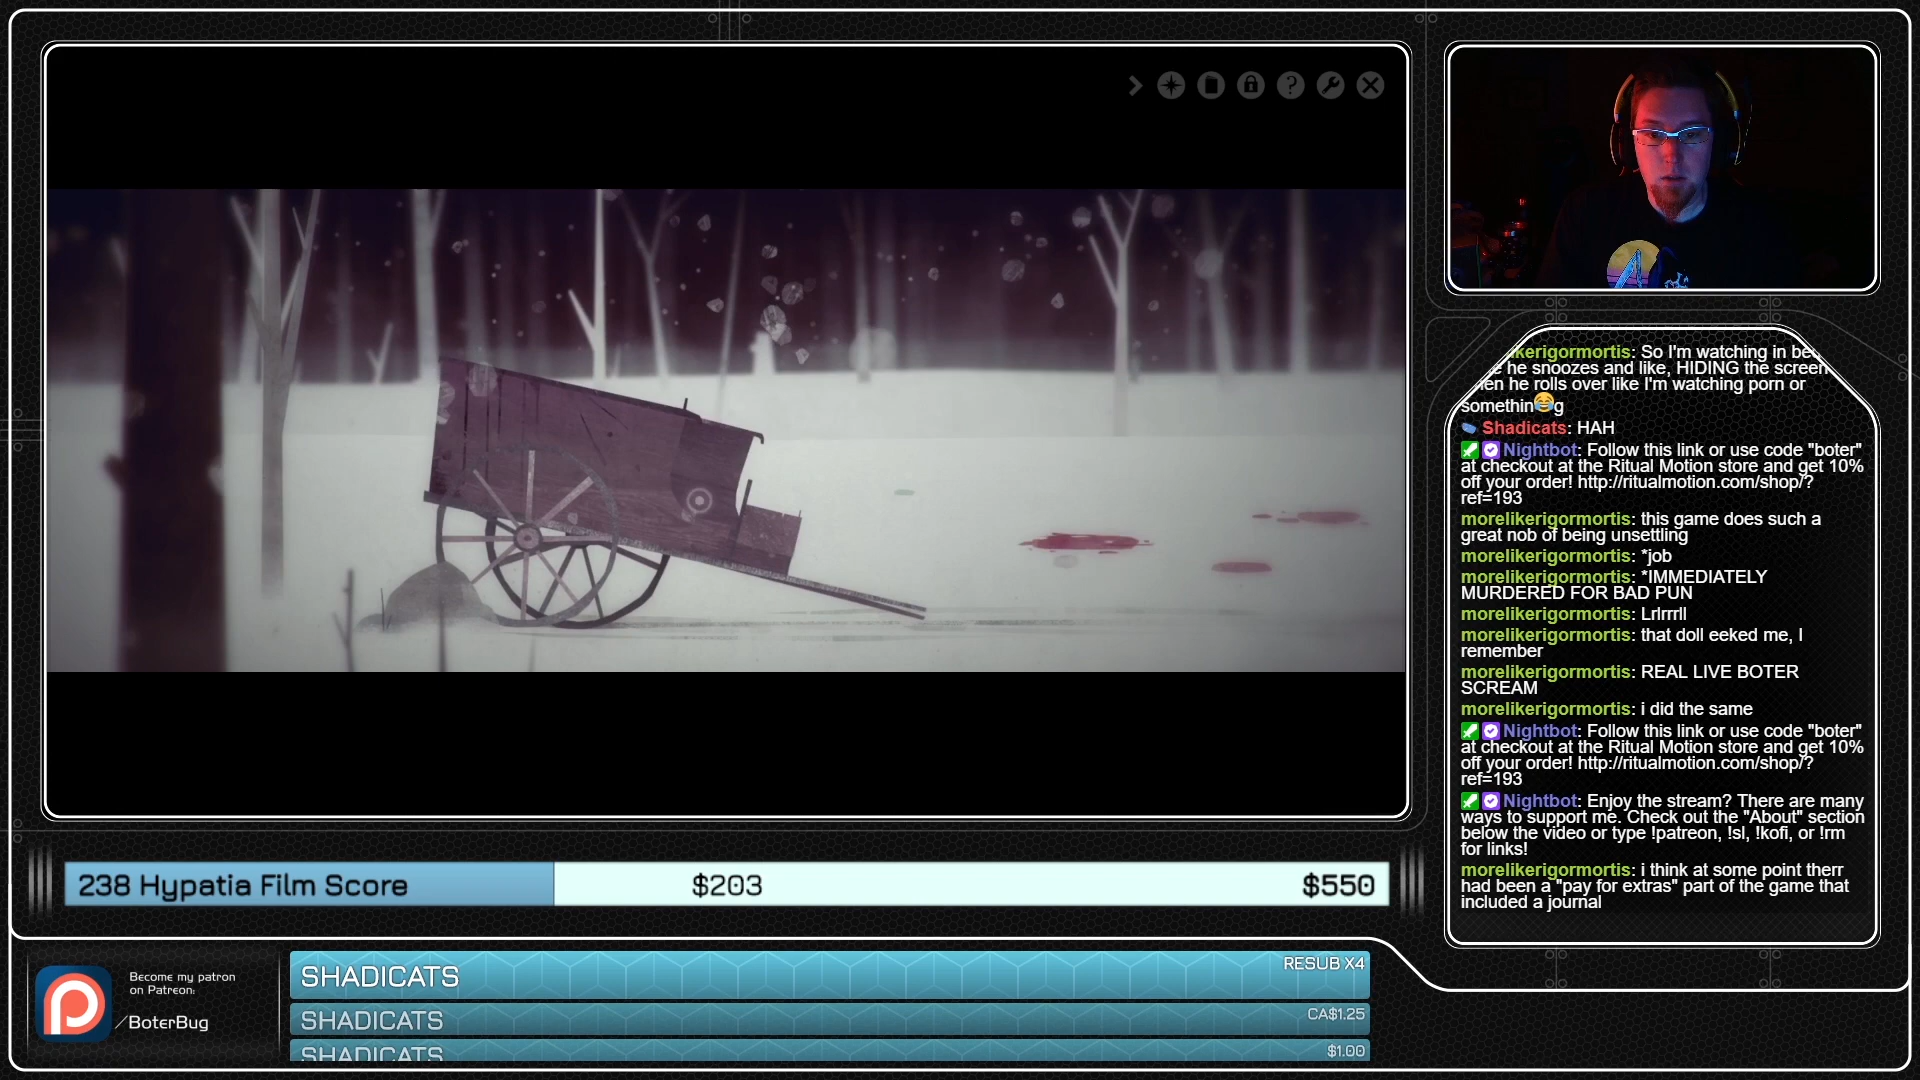 kerigormortis: So I'm watching in be
he snoozes and like, HIDING the screen
en he rolls over like I'm watching porn or
somethin😂g
Shadicats: HAH
Nightbot: Follow this link or use code "boter"
at checkout at the Ritual Motion store and get 10%
off your order! http://ritualmotion.com/shop/?
ref=193
morelikerigormortis: this game does such a
great nob of being unsettling
morelikerigormortis: *job
morelikerigormortis: *IMMEDIATELY
MURDERED FOR BAD PUN
morelikerigormortis: Lrlrrrll
morelikerigormortis: that doll eeked me, I
remember
morelikerigormortis: REAL LIVE BOTER
SCREAM
morelikerigormortis: i did the same
Nightbot: Follow this link or use code "boter"
at checkout at the Ritual Motion store and get 10%
off your order! http://ritualmotion.com/shop/?
ref=193
Nightbot: Enjoy the stream? There are many
ways to support me. Check out the "About" section
below the video or type !patreon, !sl, !kofi, or !rm
for links!
morelikerigormortis: i think at some point therr
had been a "pay for extras" part of the game that
included a journal
238 Hypatia Film Score $203 $550
Become my patron
on Patreon:
/BoterBug
SHADICATS RESUB X4
SHADICATS CA$1.25
SHADICATS $1.00